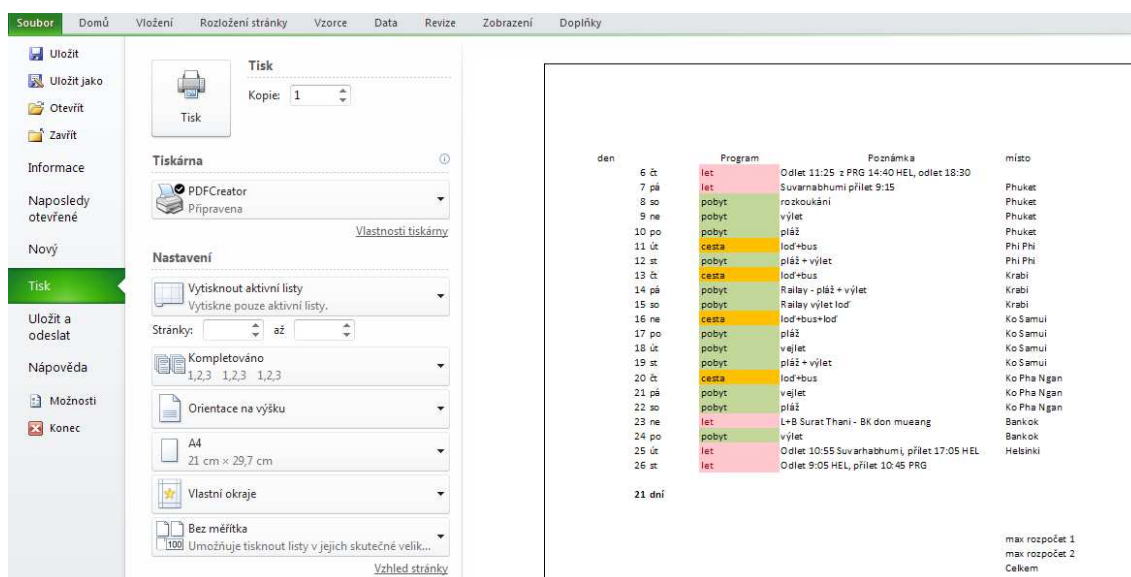 Soubor Domů Vložení Rozložení stránky Vzorce Data Revize Zobrazení Doplňky
Uložit
Uložit jako
Otevřít
Zavřít
Informace
Naposledy
otevřené
Nový
Tisk
Uložit a
odeslat
Nápověda
Možnosti
Konec
Tisk
Tisk
Kopie: 1
Tiskárna
PDFCreator
Připravena
Vlastnosti tiskárny
Nastavení
Vytisknout aktivní listy
Vytiskne pouze aktivní listy.
Stránky: až
Kompletováno
1,2,3 1,2,3 1,2,3
Orientace na výšku
A4
21 cm × 29,7 cm
Vlastní okraje
Bez měřítka
100 Umožňuje tisknout listy v jejich skutečné velik...
Vzhled stránky
den Program Poznámka místo
6 čt let Odlet 11:25 z PRG 14:40 HEL, odlet 18:30
7 pá let Suvarnabhumi přilet 9:15 Phuket
8 so pobyt rozkoukání Phuket
9 ne pobyt výlet Phuket
10 po pobyt pláž Phuket
11 út cesta loď+bus Phi Phi
12 st pobyt pláž + výlet Phi Phi
13 čt cesta loď+bus Krabi
14 pá pobyt Railay - pláž + výlet Krabi
15 so pobyt Railay výlet loď Krabi
16 ne cesta loď+bus+loď Ko Samui
17 po pobyt pláž Ko Samui
18 út pobyt vejlet Ko Samui
19 st pobyt pláž + výlet Ko Samui
20 čt cesta loď+bus Ko Pha Ngan
21 pá pobyt vejlet Ko Pha Ngan
22 so pobyt pláž Ko Pha Ngan
23 ne let L+B Surat Thani - BK don mueang Bankok
24 po pobyt výlet Bankok
25 út let Odlet 10:55 Suvarhabhumi, přílet 17:05 HEL Helsinki
26 st let Odlet 9:05 HEL, přílet 10:45 PRG
21 dní
max rozpočet 1
max rozpočet 2
Celkem